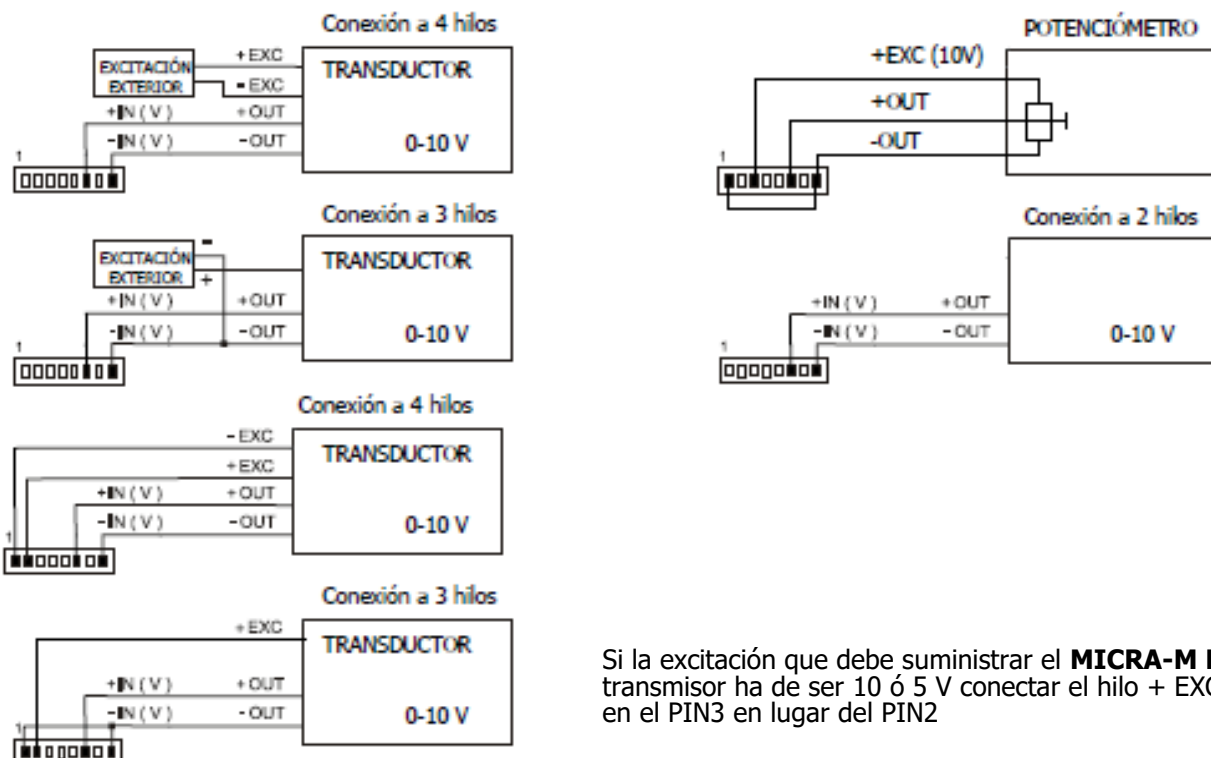 Conexión a 4 hilos
EXCITACIÓN
EXTERIOR
+EXC
-EXC
+IN ( V )
+OUT
-IN ( V )
-OUT
TRANSDUCTOR
0-10 V
1
Conexión a 3 hilos
EXCITACIÓN
EXTERIOR
-
+
+IN ( V )
+OUT
-IN ( V )
-OUT
TRANSDUCTOR
0-10 V
1
Conexión a 4 hilos
-EXC
+EXC
+IN ( V )
+OUT
-IN ( V )
-OUT
TRANSDUCTOR
0-10 V
1
Conexión a 3 hilos
+EXC
+IN ( V )
+OUT
-IN ( V )
-OUT
TRANSDUCTOR
0-10 V
1
POTENCIÓMETRO
+EXC (10V)
+OUT
-OUT
1
Conexión a 2 hilos
+IN ( V )
+OUT
-IN ( V )
-OUT
0-10 V
1
Si la excitación que debe suministrar el MICRA-M
transmisor ha de ser 10 ó 5 V conectar el hilo + EXC
en el PIN3 en lugar del PIN2